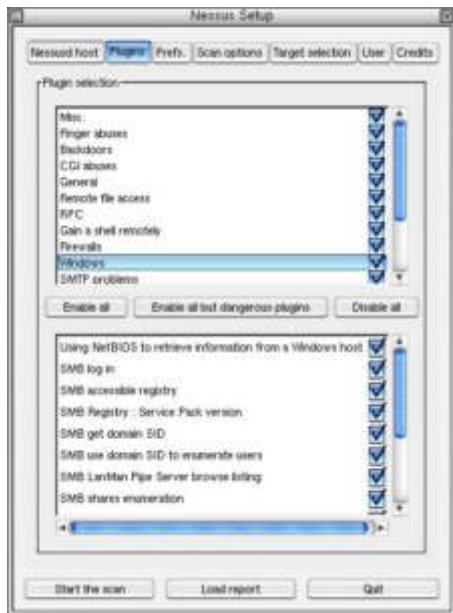 Nessus Setup
Nessusd host Plugins Prefs. Scan options Target selection User Credits
Plugin selection
Misc.
Finger abuses
Backdoors
CGI abuses
General
Remote file access
RPC
Gain a shell remotely
Firewalls
Windows
SMTP problems
Enable all Enable all but dangerous plugins Disable all
Using NetBIOS to retrieve information from a Windows host
SMB log in
SMB accessible registry
SMB Registry : Service Pack version
SMB get domain SID
SMB use domain SID to enumerate users
SMB LanMan Pipe Server browse listing
SMB shares enumeration
Start the scan Load report Quit